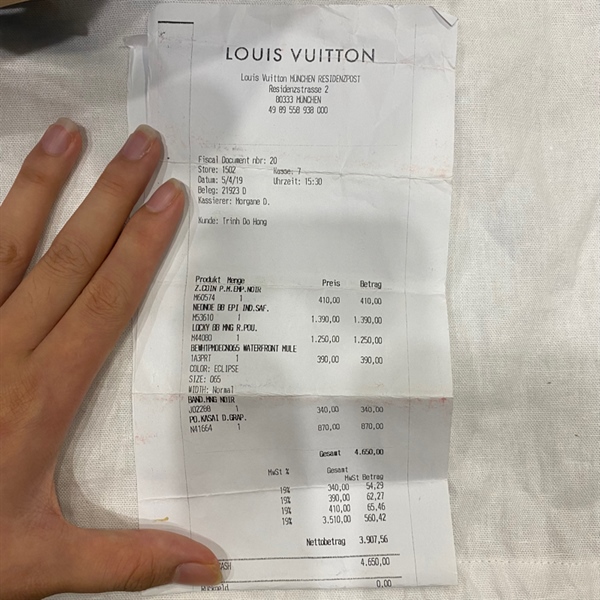 LOUIS VUITTON
Louis Vuitton MÜNCHEN RESIDENZPOST
Residenzstrasse 2
80333 MÜNCHEN
49 89 558 938 000
Fiscal Document nbr: 20
Store: 1502 Kasse: 7
Datum: 5/4/19 Uhrzeit: 15:30
Beleg: 21923 D
Kassierer: Morgane D.
Kunde: Trinh Do Hong
Produkt Menge Preis Betrag
Z.COIN P.M.EMP.NOIR
M60574 1 410,00 410,00
NEONOE BB EPI IND.SAF.
M53610 1 1.390,00 1.390,00
LOCKY BB MNG R.POU.
M44080 1 1.250,00 1.250,00
WATERFRONT MULE
1A3PRT 1 390,00 390,00
COLOR: ECLIPSE
SIZE: 065
WIDTH: Normal
BAND.MNG NOIR
J02288 1 340,00 340,00
PO.KASAI D.GRAP.
N41664 1 870,00 870,00
Gesamt 4.650,00
MwSt % Gesamt
MwSt Betrag
19% 340,00 54,29
19% 390,00 62,27
19% 410,00 65,46
19% 3.510,00 560,42
Nettobetrag 3.907,56
4.650,00
0,00